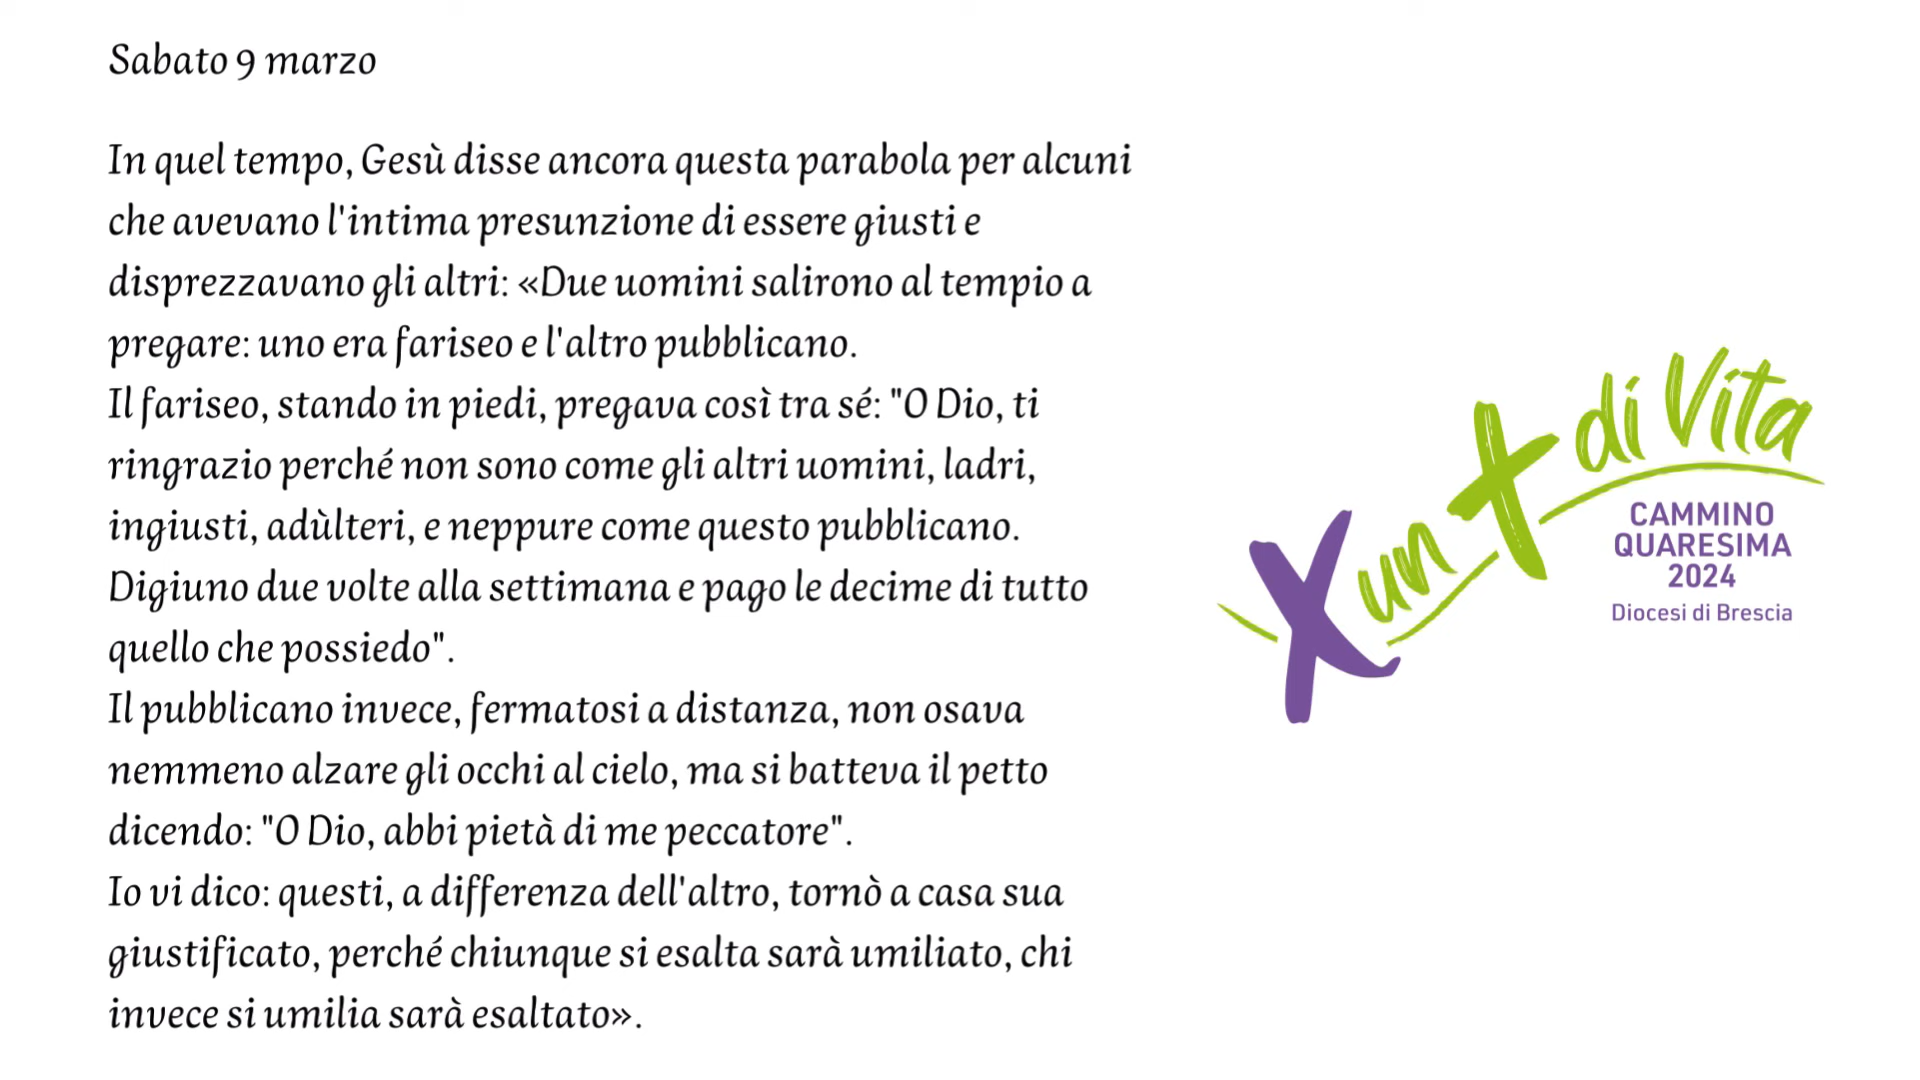 Sabato 9 marzo
In quel tempo, Gesù disse ancora questa parabola per alcuni
che avevano l'intima presunzione di essere giusti e
disprezzavano gli altri: «Due uomini salirono al tempio a
pregare: uno era fariseo e l'altro pubblicano.
Il fariseo, stando in piedi, pregava così tra sé: "O Dio, ti
ringrazio perché non sono come gli altri uomini, ladri,
ingiusti, adùlteri, e neppure come questo pubblicano.
Digiuno due volte alla settimana e pago le decime di tutto
quello che possiedo".
Il pubblicano invece, fermatosi a distanza, non osava
nemmeno alzare gli occhi al cielo, ma si batteva il petto
dicendo: "O Dio, abbi pietà di me peccatore".
Io vi dico: questi, a differenza dell'altro, tornò a casa sua
giustificato, perché chiunque si esalta sarà umiliato, chi
invece si umilia sarà esaltato».
X un + di Vita
CAMMINO
QUARESIMA
2024
Diocesi di Brescia